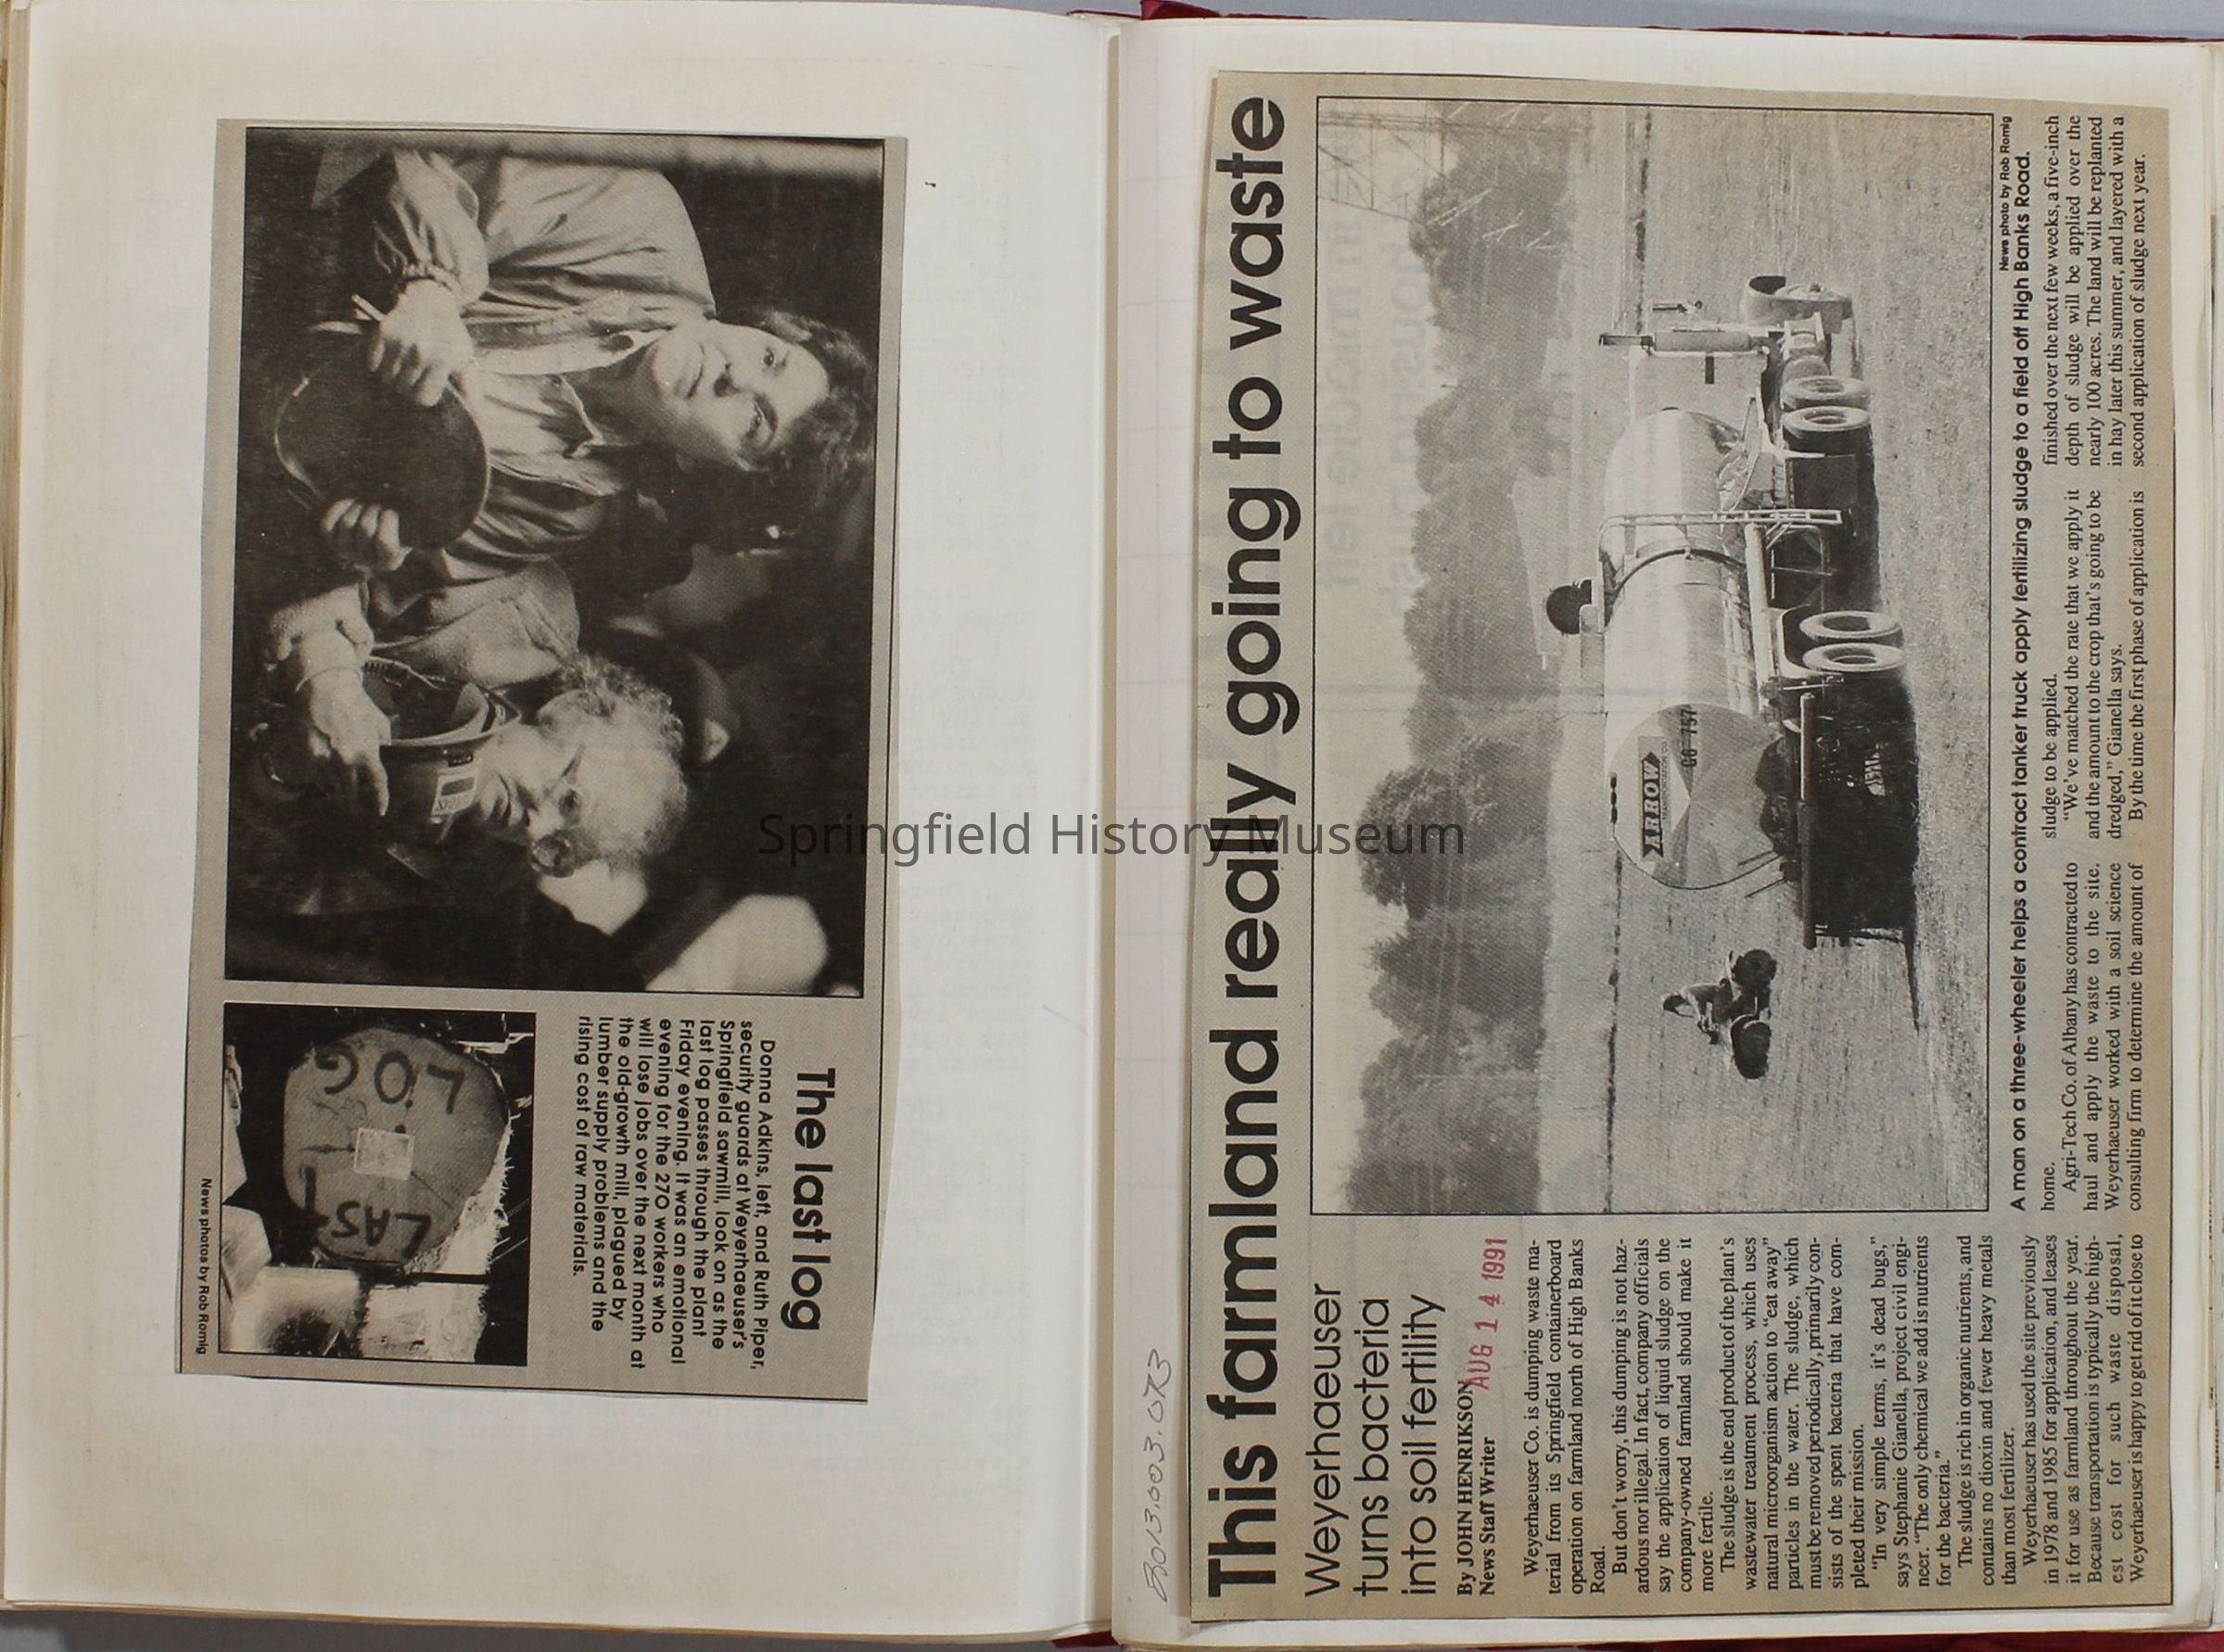 The last log
Donna Adkins, left, and Ruth Piper,
security guards at Weyerhaeuser's
Springfield sawmill, look on as the
last log passes through the plant
Friday evening. It was an emotional
evening for the 270 workers who
will lose jobs over the next month at
the old-growth mill, plagued by
lumber supply problems and the
rising cost of raw materials.
LAST
LOG
News photos by Rob Romig
Springfield History Museum
B013.003.073
This farmland really going to waste
Weyerhaeuser
turns bacteria
into soil fertility
By JOHN HENRIKSON
News Staff Writer
AUG 14 1991
Weyerhaeuser Co. is dumping waste ma-
terial from its Springfield containerboard
operation on farmland north of High Banks
Road.
But don't worry, this dumping is not haz-
ardous nor illegal. In fact, company officials
say the application of liquid sludge on the
company-owned farmland should make it
more fertile.
The sludge is the end product of the plant's
wastewater treatment process, which uses
natural microorganism action to "eat away"
particles in the water. The sludge, which
must be removed periodically, primarily con-
sists of the spent bacteria that have com-
pleted their mission.
"In very simple terms, it's dead bugs,"
says Stephanie Gianella, project civil engi-
neer. "The only chemical we add is nutrients
for the bacteria."
The sludge is rich in organic nutrients, and
contains no dioxin and fewer heavy metals
than most fertilizer.
Weyerhaeuser has used the site previously
in 1978 and 1985 for application, and leases
it for use as farmland throughout the year.
Because transportation is typically the high-
est cost for such waste disposal,
Weyerhaeuser is happy to get rid of it close to
ARROW
TRANSPORTATION CO.
06 757
News photo by Rob Romig
A man on a three-wheeler helps a contract tanker truck apply fertilizing sludge to a field off High Banks Road.
home.
Agri-Tech Co. of Albany has contracted to
haul and apply the waste to the site.
Weyerhaeuser worked with a soil science
consulting firm to determine the amount of
sludge to be applied.
"We've matched the rate that we apply it
and the amount to the crop that's going to be
dredged," Gianella says.
By the time the first phase of application is
finished over the next few weeks, a five-inch
depth of sludge will be applied over the
nearly 100 acres. The land will be replanted
in hay later this summer, and layered with a
second application of sludge next year.